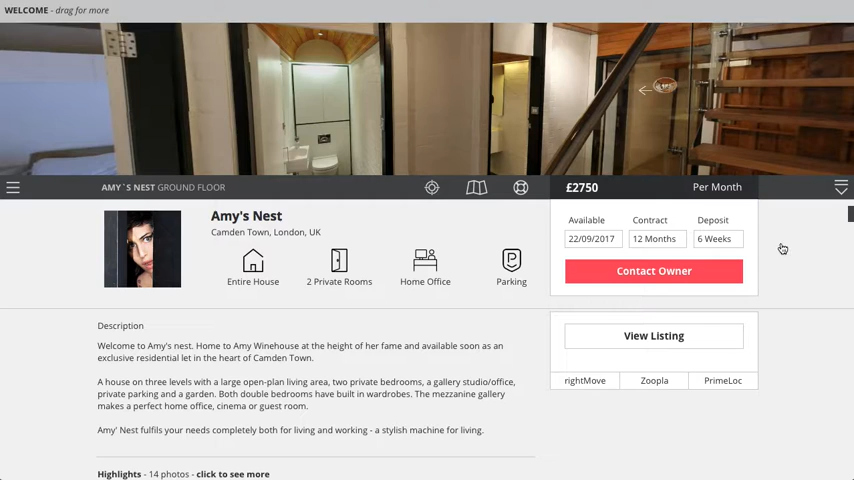 WELCOME - drag for more
AMY`S NEST GROUND FLOOR
£2750
Per Month
Amy's Nest
Camden Town, London, UK
Entire House
2 Private Rooms
Home Office
Parking
Available
Contract
Deposit
22/09/2017
12 Months
6 Weeks
Contact Owner
View Listing
rightMove
Zoopla
PrimeLoc
Description
Welcome to Amy's nest. Home to Amy Winehouse at the height of her fame and available soon as an
exclusive residential let in the heart of Camden Town.
A house on three levels with a large open-plan living area, two private bedrooms, a gallery studio/office,
private parking and a garden. Both double bedrooms have built in wardrobes. The mezzanine gallery
makes a perfect home office, cinema or guest room.
Amy' Nest fulfils your needs completely both for living and working - a stylish machine for living.
Highlights - 14 photos - click to see more